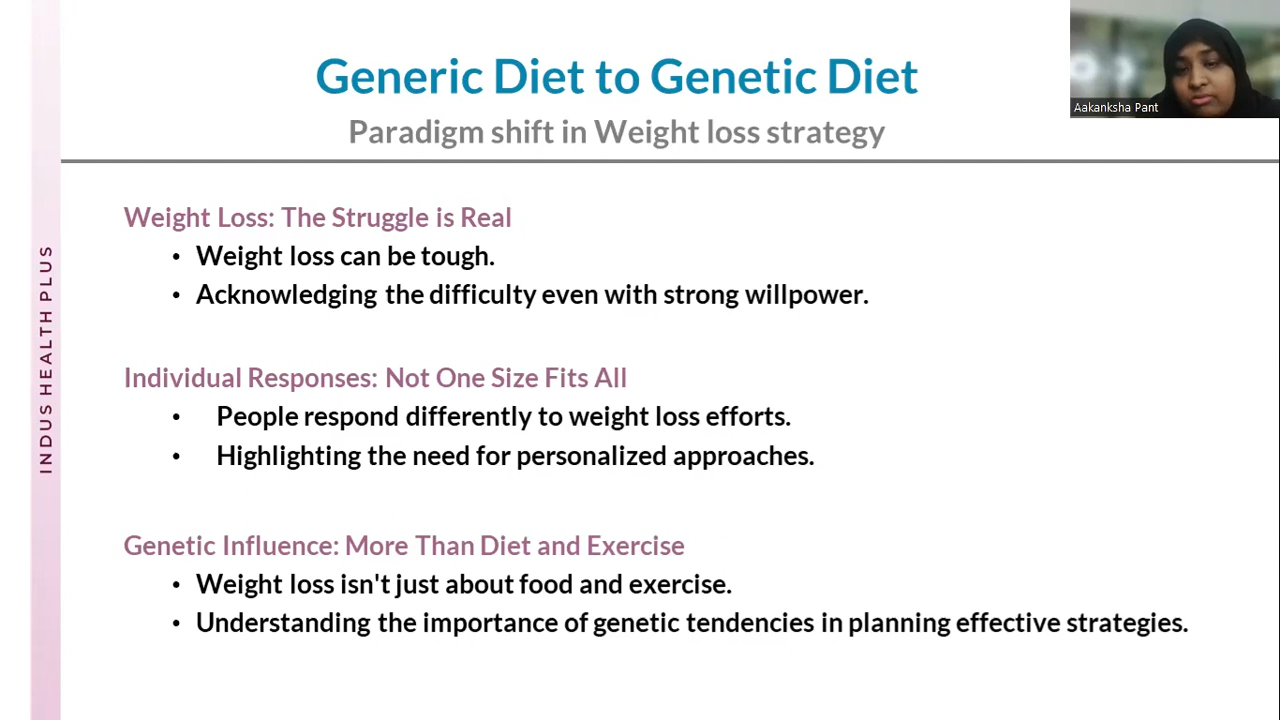 Generic Diet to Genetic Diet
Paradigm shift in Weight loss strategy
Aakanksha Pant
INDUS HEALTH PLUS
Weight Loss: The Struggle is Real
• Weight loss can be tough.
• Acknowledging the difficulty even with strong willpower.
Individual Responses: Not One Size Fits All
• People respond differently to weight loss efforts.
• Highlighting the need for personalized approaches.
Genetic Influence: More Than Diet and Exercise
• Weight loss isn't just about food and exercise.
• Understanding the importance of genetic tendencies in planning effective strategies.